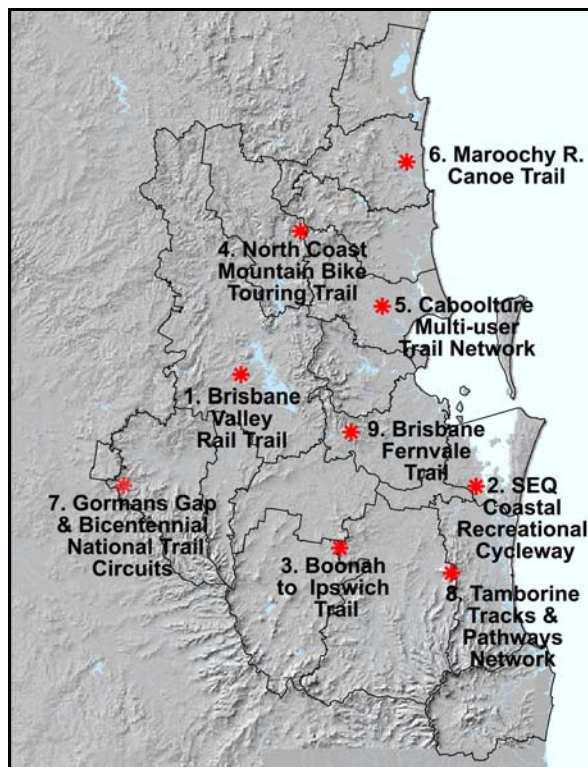 6. Maroochy R.
Canoe Trail
4. North Coast
Mountain Bike
Touring Trail
5. Caboolture
Multi-user
Trail Network
1. Brisbane
Valley
Rail Trail
9. Brisbane
Fernvale
Trail
7. Gormans Gap
& Bicentennial
National Trail
Circuits
2. SEQ
Coastal
Recreational
Cycleway
3. Boonah
to Ipswich
Trail
8. Tamborine
Tracks &
Pathways
Network